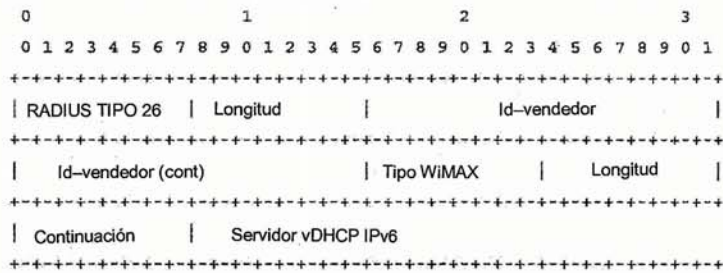 0 1 2 3
0 1 2 3 4 5 6 7 8 9 0 1 2 3 4 5 6 7 8 9 0 1 2 3 4 5 6 7 8 9 0 1
+-+-+-+-+-+-+-+-+-+-+-+-+-+-+-+-+-+-+-+-+-+-+-+-+-+-+-+-+-+-+-+-+
| RADIUS TIPO 26 | Longitud | Id–vendedor |
+-+-+-+-+-+-+-+-+-+-+-+-+-+-+-+-+-+-+-+-+-+-+-+-+-+-+-+-+-+-+-+-+
| Id–vendedor (cont) | Tipo WiMAX | Longitud |
+-+-+-+-+-+-+-+-+-+-+-+-+-+-+-+-+-+-+-+-+-+-+-+-+-+-+-+-+-+-+-+-+
| Continuación | Servidor vDHCP IPv6
+-+-+-+-+-+-+-+-+-+-+-+-+-+-+-+-+-+-+-+-+-+-+-+-+-+-+-+-+-+-+-+-+